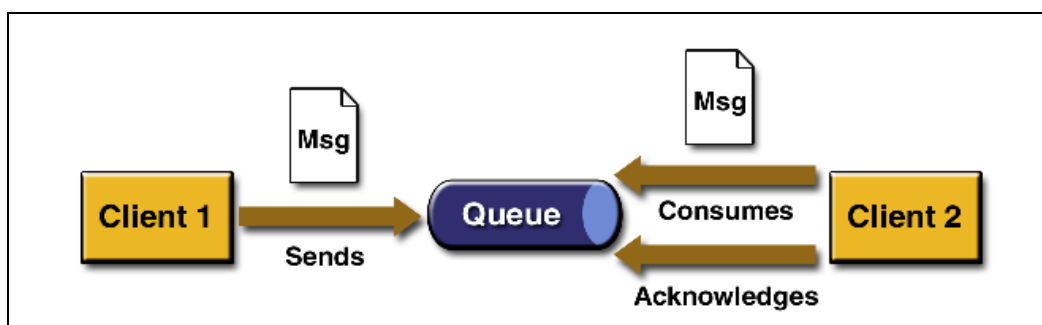 Msg
Msg
Client 1
Sends
Queue
Consumes
Acknowledges
Client 2